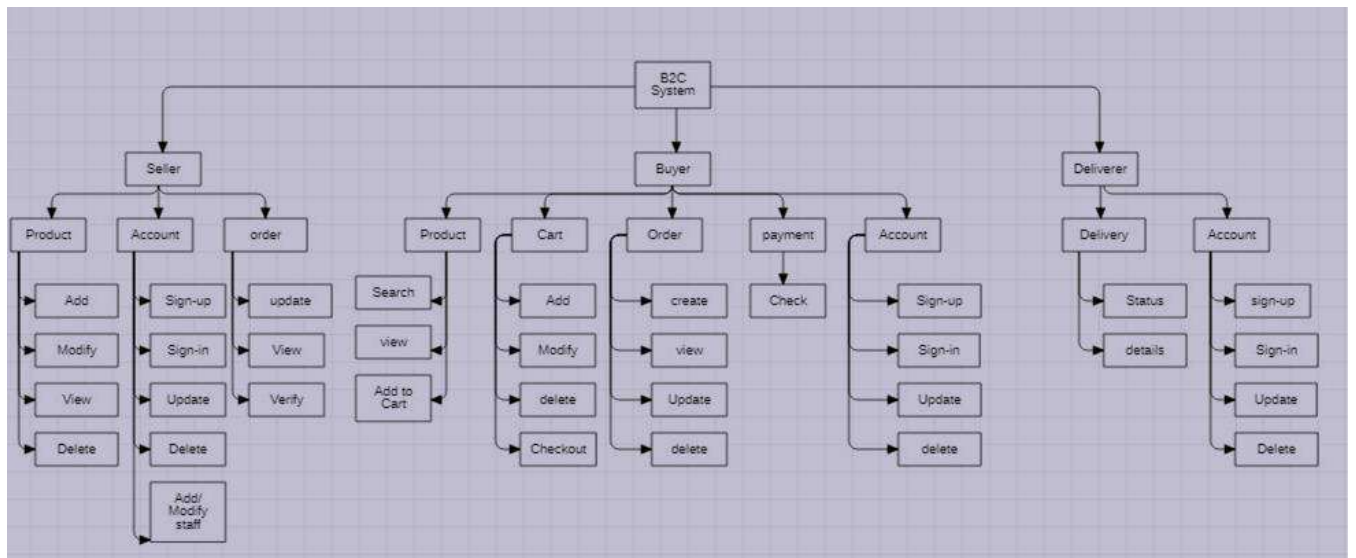 B2C
System
Seller
Buyer
Deliverer
Product
Account
order
Product
Cart
Order
payment
Account
Delivery
Account
Add
Modify
View
Delete
Sign-up
Sign-in
Update
Delete
Add/
Modify
staff
update
View
Verify
Search
view
Add to
Cart
Add
Modify
delete
Checkout
create
view
Update
delete
Check
Sign-up
Sign-in
Update
delete
Status
details
sign-up
Sign-in
Update
Delete